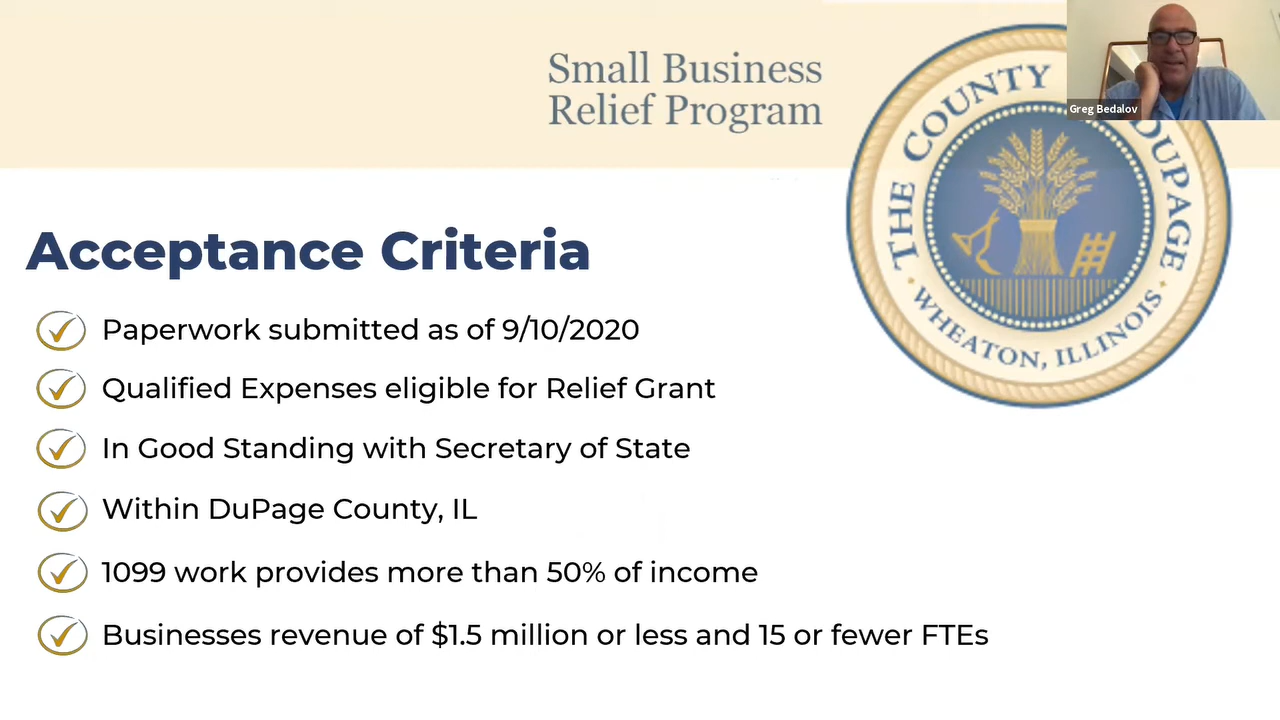 Small Business
Relief Program
THE COUNTY DUPAGE
WHEATON, ILLINOIS
Greg Bedalov
Acceptance Criteria
Paperwork submitted as of 9/10/2020
Qualified Expenses eligible for Relief Grant
In Good Standing with Secretary of State
Within DuPage County, IL
1099 work provides more than 50% of income
Businesses revenue of $1.5 million or less and 15 or fewer FTEs